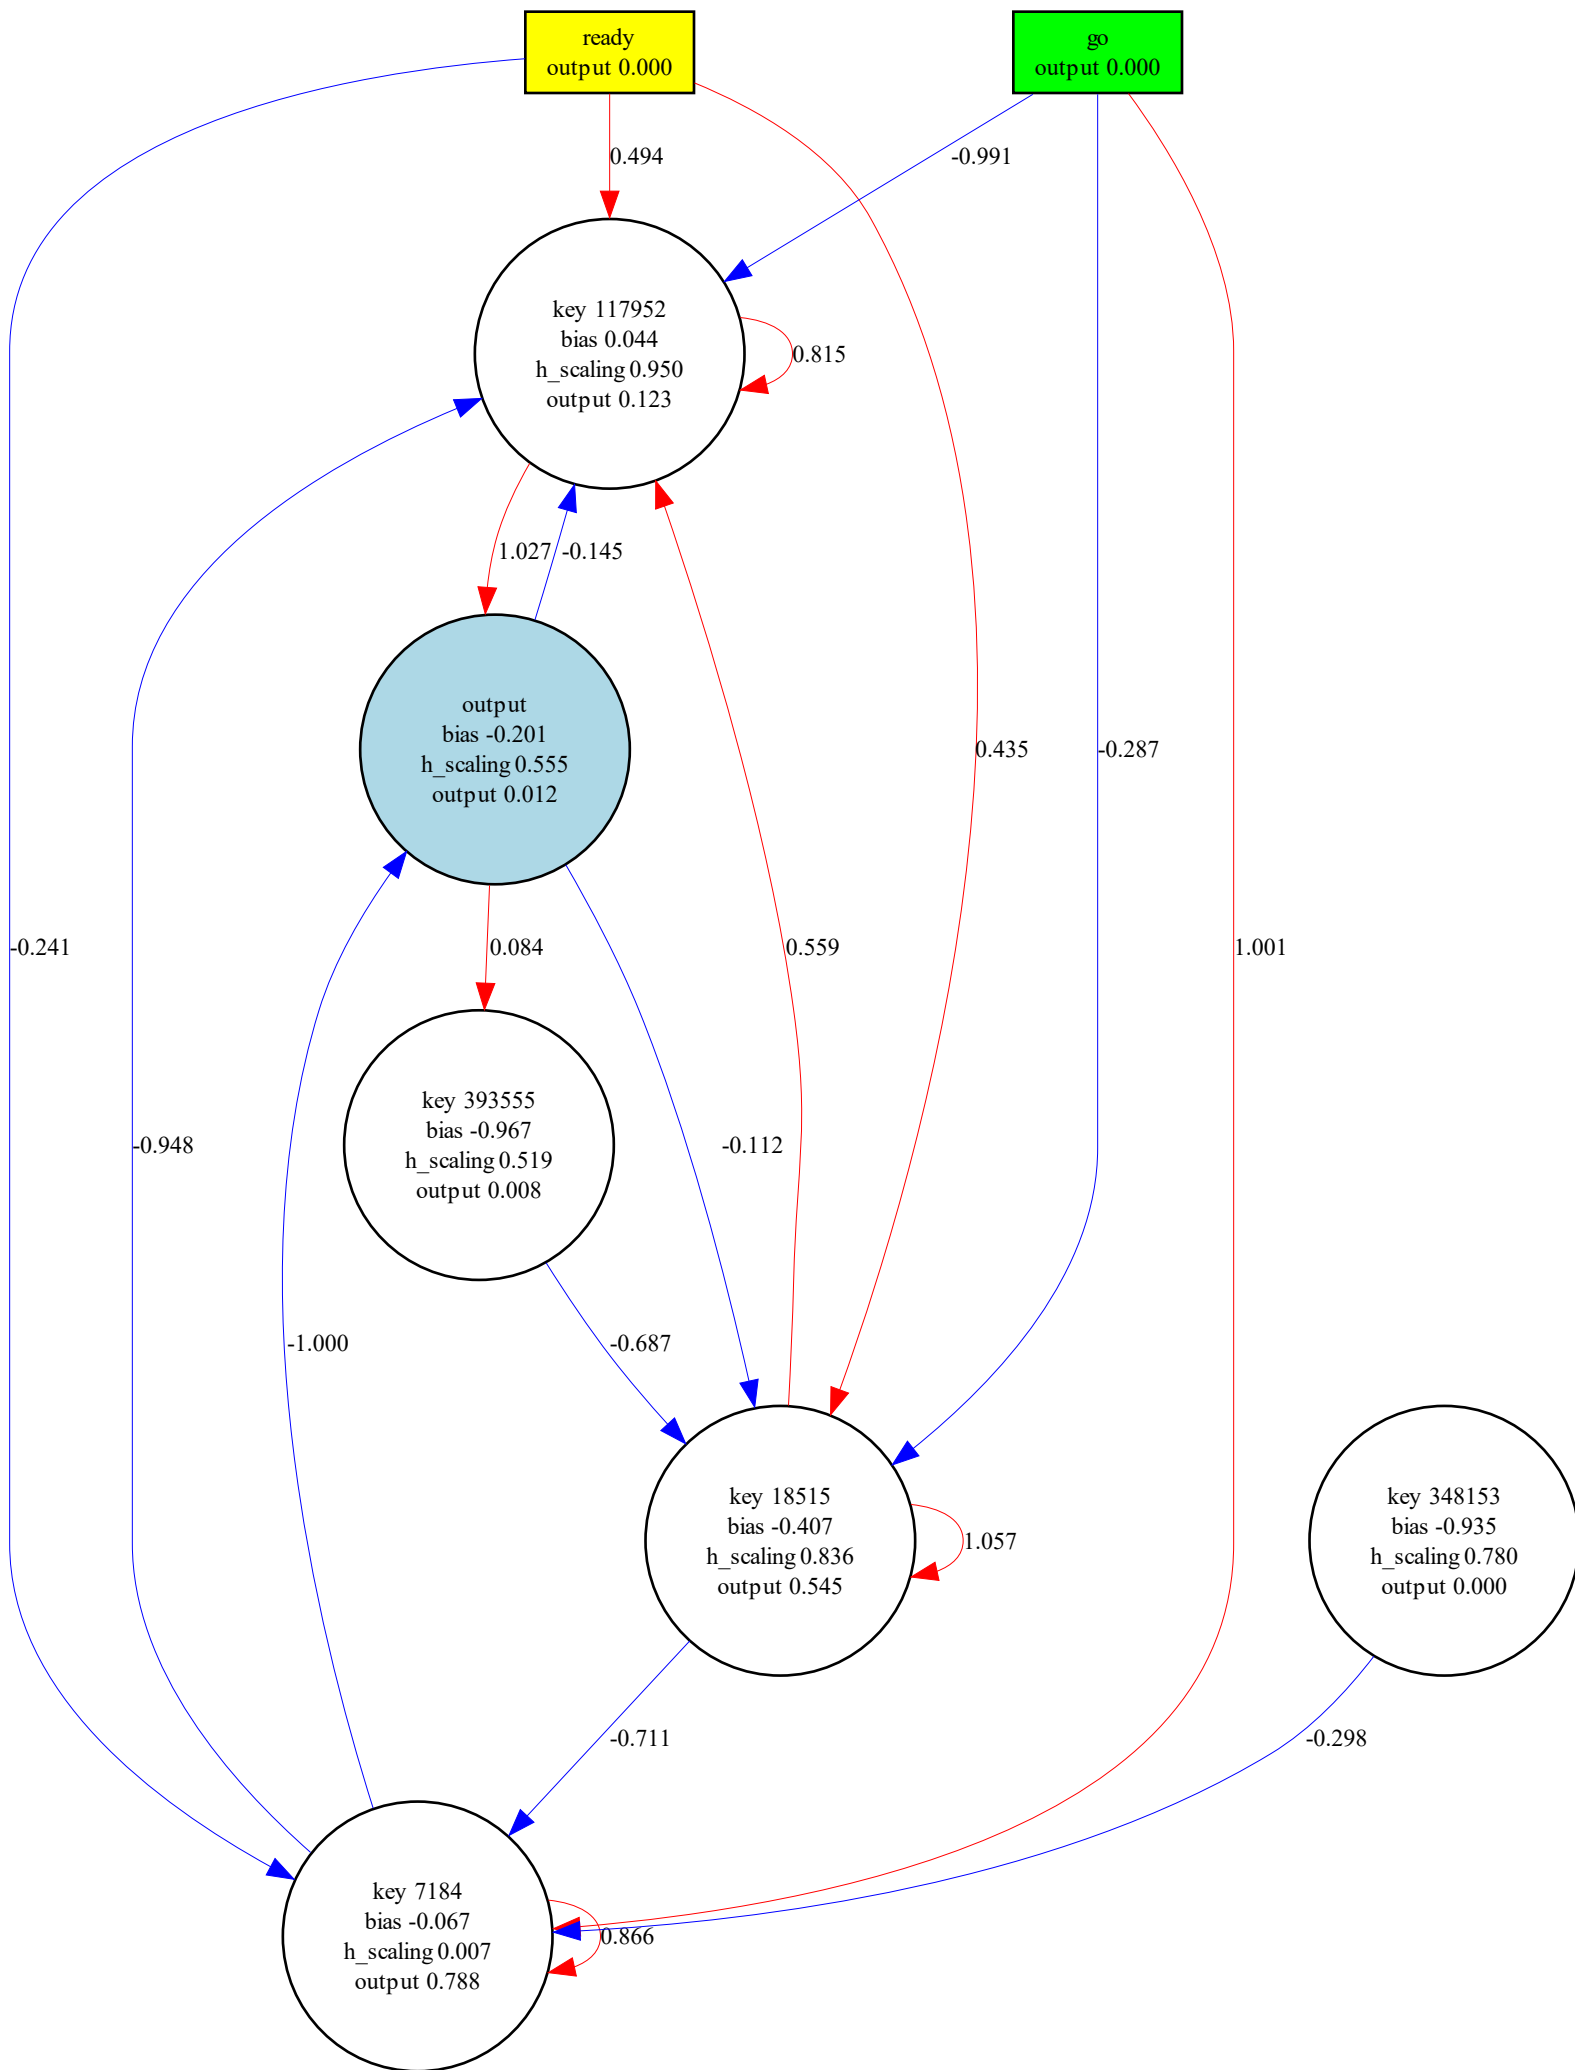 ready
output 0.000
go
output 0.000
0.494
-0.991
key 117952
bias 0.044
h_scaling 0.950
output 0.123
0.815
1.027
-0.145
output
bias -0.201
h_scaling 0.555
output 0.012
0.435
-0.287
-0.241
0.084
0.559
1.001
key 393555
bias -0.967
h_scaling 0.519
output 0.008
-0.948
-0.112
-1.000
-0.687
key 18515
bias -0.407
h_scaling 0.836
output 0.545
1.057
key 348153
bias -0.935
h_scaling 0.780
output 0.000
-0.711
-0.298
key 7184
bias -0.067
h_scaling 0.007
output 0.788
0.866